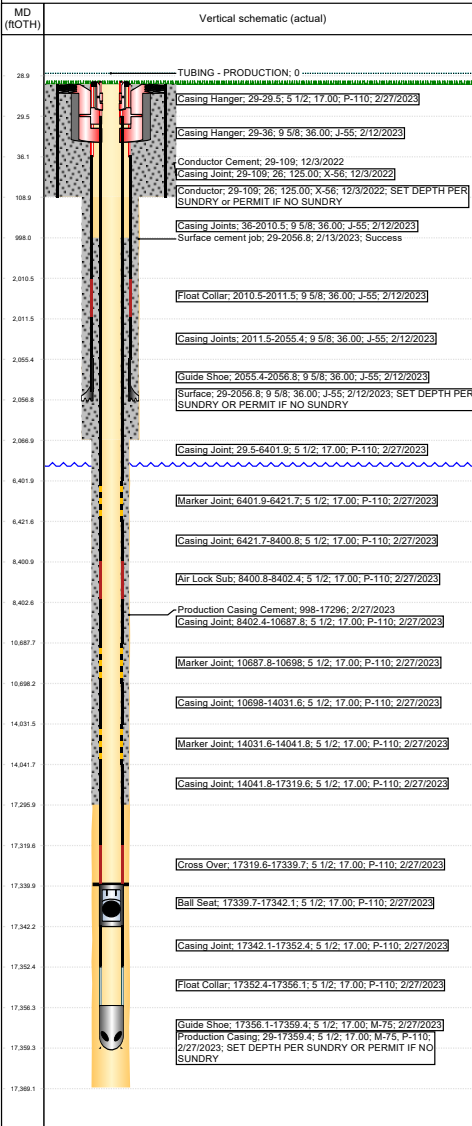 MD
(ftOTH)
Vertical schematic (actual)
28.9
TUBING - PRODUCTION; 0
Casing Hanger; 29-29.5; 5 1/2; 17.00; P-110; 2/27/2023
29.5
Casing Hanger; 29-36; 9 5/8; 36.00; J-55; 2/12/2023
36.1
Conductor Cement; 29-109; 12/3/2022
Casing Joint; 29-109; 26; 125.00; X-56; 12/3/2022
Conductor; 29-109; 26; 125.00; X-56; 12/3/2022; SET DEPTH PER
SUNDRY or PERMIT IF NO SUNDRY
108.9
Casing Joints; 36-2010.5; 9 5/8; 36.00; J-55; 2/12/2023
998.0
Surface cement job; 29-2056.8; 2/13/2023; Success
2,010.5
Float Collar; 2010.5-2011.5; 9 5/8; 36.00; J-55; 2/12/2023
2,011.5
Casing Joints; 2011.5-2055.4; 9 5/8; 36.00; J-55; 2/12/2023
2,055.4
Guide Shoe; 2055.4-2056.8; 9 5/8; 36.00; J-55; 2/12/2023
Surface; 29-2056.8; 9 5/8; 36.00; J-55; 2/12/2023; SET DEPTH PER
SUNDRY OR PERMIT IF NO SUNDRY
2,056.8
2,066.9
Casing Joint; 29.5-6401.9; 5 1/2; 17.00; P-110; 2/27/2023
6,401.9
Marker Joint; 6401.9-6421.7; 5 1/2; 17.00; P-110; 2/27/2023
6,421.6
Casing Joint; 6421.7-8400.8; 5 1/2; 17.00; P-110; 2/27/2023
8,400.9
Air Lock Sub; 8400.8-8402.4; 5 1/2; 17.00; P-110; 2/27/2023
8,402.6
Production Casing Cement; 998-17296; 2/27/2023
Casing Joint; 8402.4-10687.8; 5 1/2; 17.00; P-110; 2/27/2023
10,687.7
Marker Joint; 10687.8-10698; 5 1/2; 17.00; P-110; 2/27/2023
10,698.2
Casing Joint; 10698-14031.6; 5 1/2; 17.00; P-110; 2/27/2023
14,031.5
Marker Joint; 14031.6-14041.8; 5 1/2; 17.00; P-110; 2/27/2023
14,041.7
Casing Joint; 14041.8-17319.6; 5 1/2; 17.00; P-110; 2/27/2023
17,295.9
17,319.6
Cross Over; 17319.6-17339.7; 5 1/2; 17.00; P-110; 2/27/2023
17,339.9
Ball Seat; 17339.7-17342.1; 5 1/2; 17.00; P-110; 2/27/2023
17,342.2
Casing Joint; 17342.1-17352.4; 5 1/2; 17.00; P-110; 2/27/2023
17,352.4
Float Collar; 17352.4-17356.1; 5 1/2; 17.00; P-110; 2/27/2023
17,356.3
Guide Shoe; 17356.1-17359.4; 5 1/2; 17.00; M-75; 2/27/2023
Production Casing; 29-17359.4; 5 1/2; 17.00; M-75, P-110;
2/27/2023; SET DEPTH PER SUNDRY OR PERMIT IF NO
SUNDRY
17,359.3
17,369.1